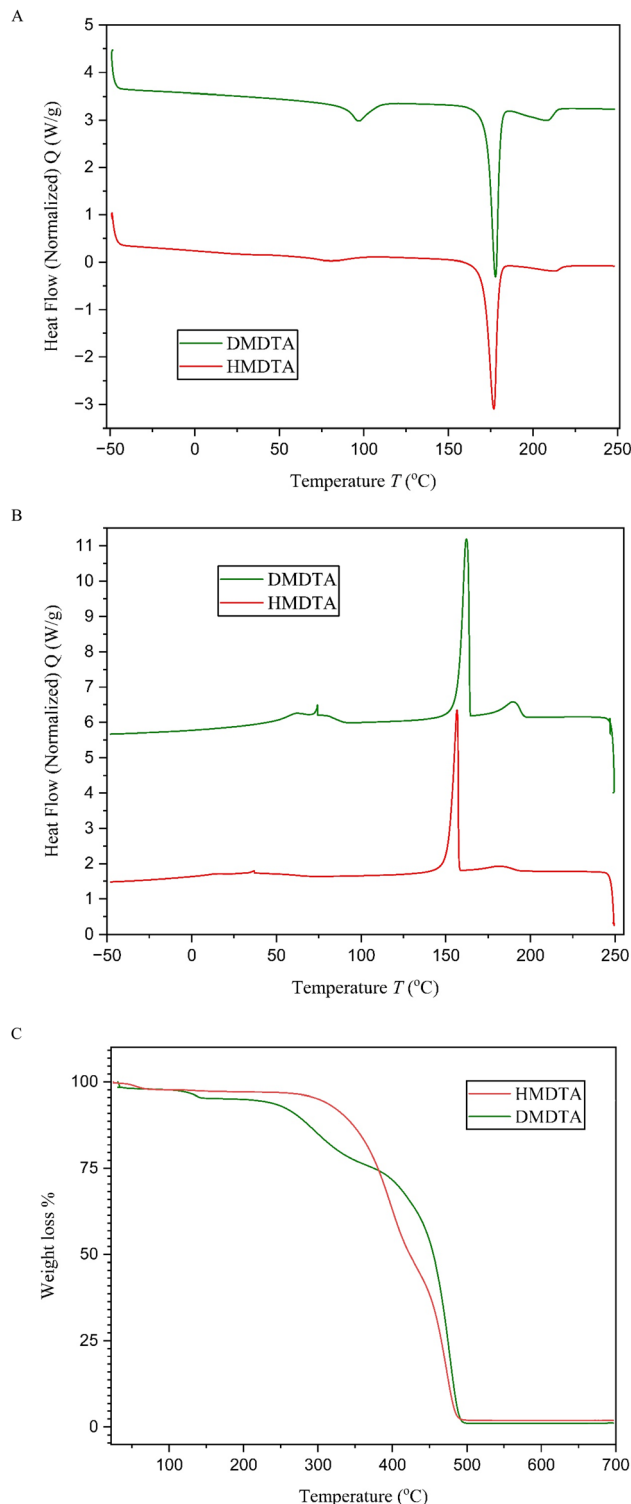 A
5
4
3
2
1
0
−1
−2
−3
Heat Flow (Normalized) Q (W/g)
DMDTA
HMDTA
−50 0 50 100 150 200 250
Temperature T (°C)
B
11
10
9
8
7
6
5
4
3
2
1
0
Heat Flow (Normalized) Q (W/g)
DMDTA
HMDTA
−50 0 50 100 150 200 250
Temperature T (°C)
C
100
75
50
25
0
Weight loss %
HMDTA
DMDTA
100 200 300 400 500 600 700
Temperature (°C)